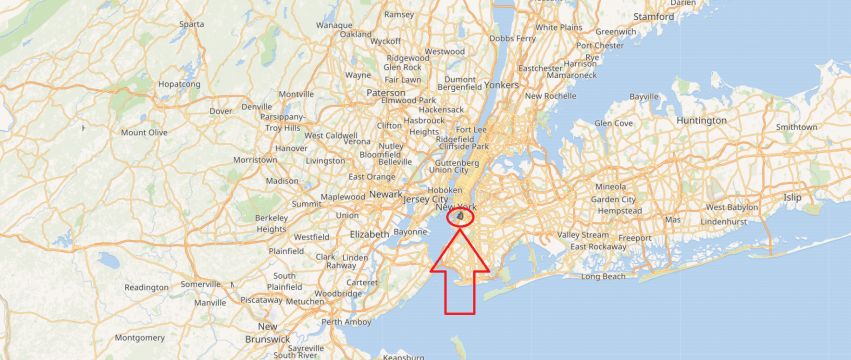 Ramsey
Stamford
Sparta
Wanaque
Oakland
Wyckoff
Dobbs Ferry
Greenwich
Port Chester
Ridgewood
Westwood
Glen Rock
Rye
Harrison
Wayne
Fair Lawn
Dumont
Bergenfield
Eastchester
Mamaroneck
Yonkers
Hopatcong
Paterson
Elmwood Park
Montville
New Rochelle
Bayville
Denville
Dover
Hackensack
Parsippany-
Troy Hills
Hasbrouck
Heights
Clifton
Fort Lee
Glen Cove
Huntington
Smithtown
Mount Olive
West Caldwell
Verona
Ridgefield
Cliffside Park
Hanover
Nutley
Bloomfield
Belleville
Guttenberg
Union City
Morristown
Livingston
East Orange
Madison
Hoboken
Mineola
Maplewood
Newark
Jersey City
New York
Garden City
Hempstead
West Babylon
Islip
Summit
Union
Berkeley
Heights
Mas
Lindenhurst
Westfield
Elizabeth
Bayonne
Valley Stream
Freeport
East Rockaway
Plainfield
Clark
Linden
Rahway
Long Beach
South
Plainfield
Carteret
Readington
Somerville
Manville
Piscataway
Woodbridge
Metuchen
Perth Amboy
New
Brunswick
Sayreville
South River
Keansburg
Montgomery